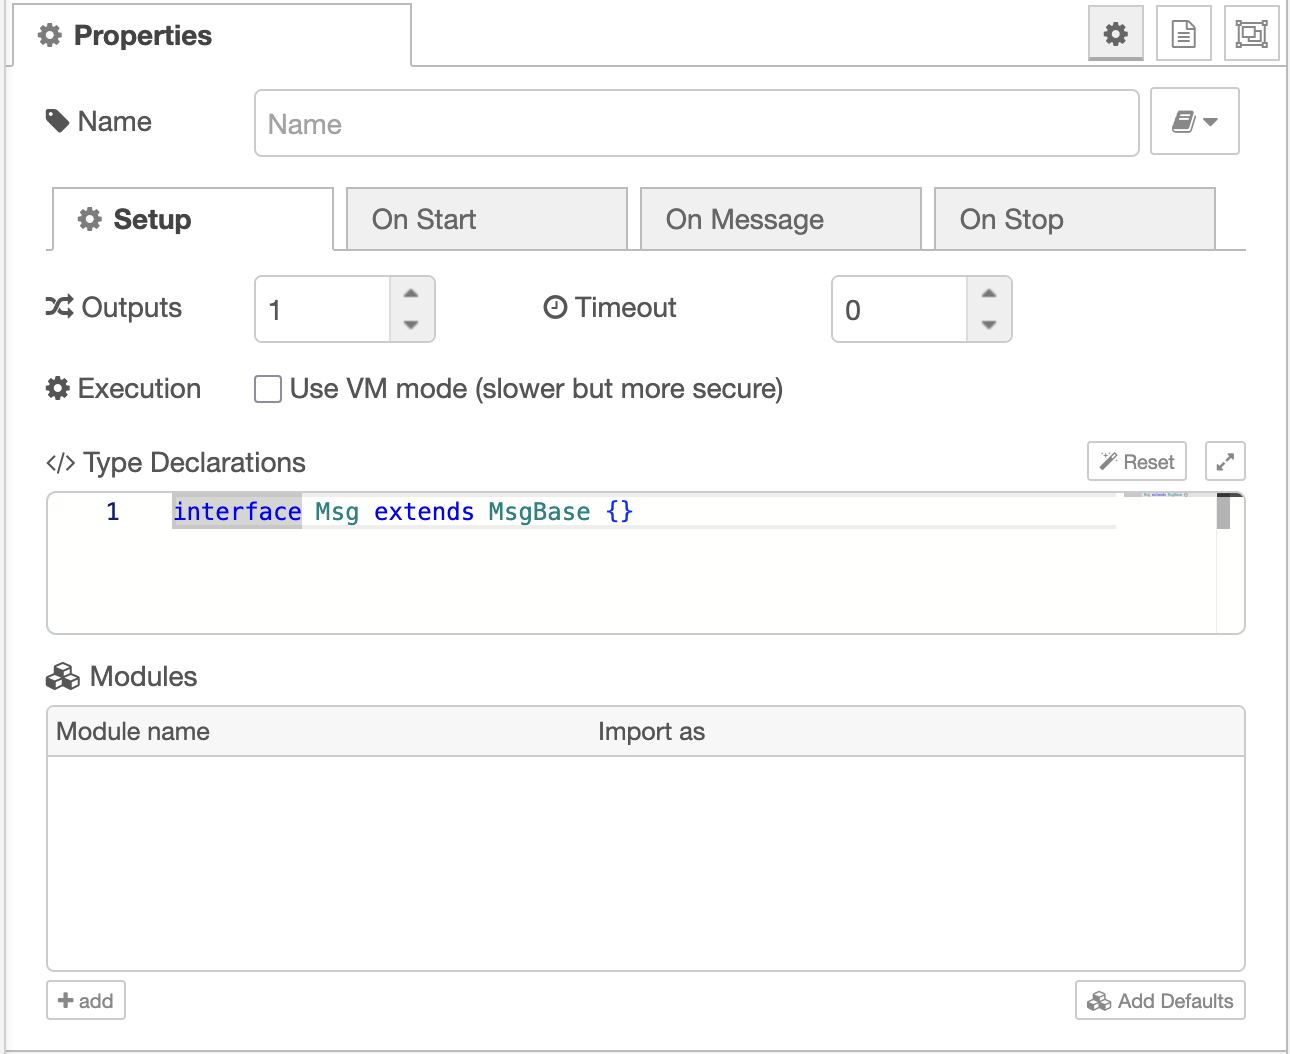 Properties
Name
Name
Setup
On Start
On Message
On Stop
Outputs
1
Timeout
0
Execution
Use VM mode (slower but more secure)
</> Type Declarations
Reset
1 interface Msg extends MsgBase {}
Modules
Module name
Import as
+ add
Add Defaults